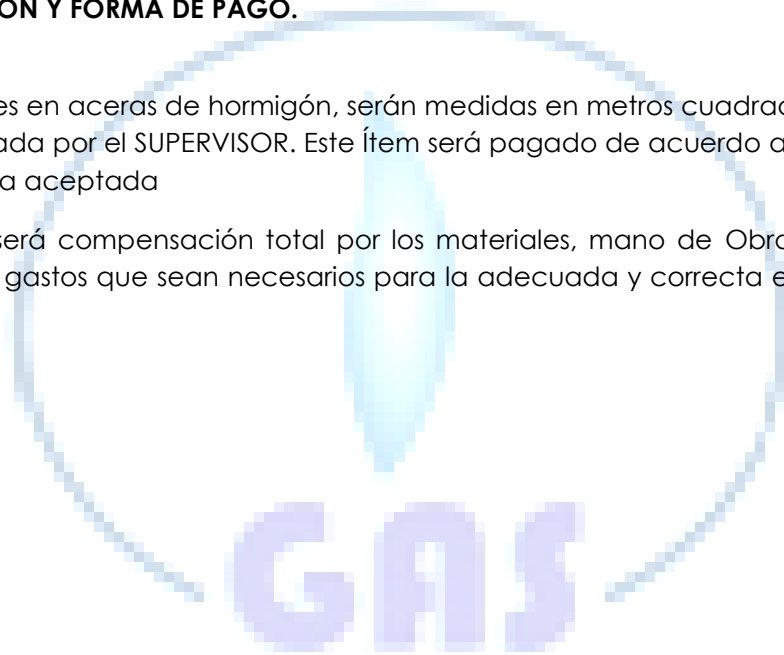 ÓN Y FORMA DE PAGO.
es en aceras de hormigón, serán medidas en metros cuadrad
ada por el SUPERVISOR. Este Ítem será pagado de acuerdo a
a aceptada
será compensación total por los materiales, mano de Obra
gastos que sean necesarios para la adecuada y correcta e
GAS